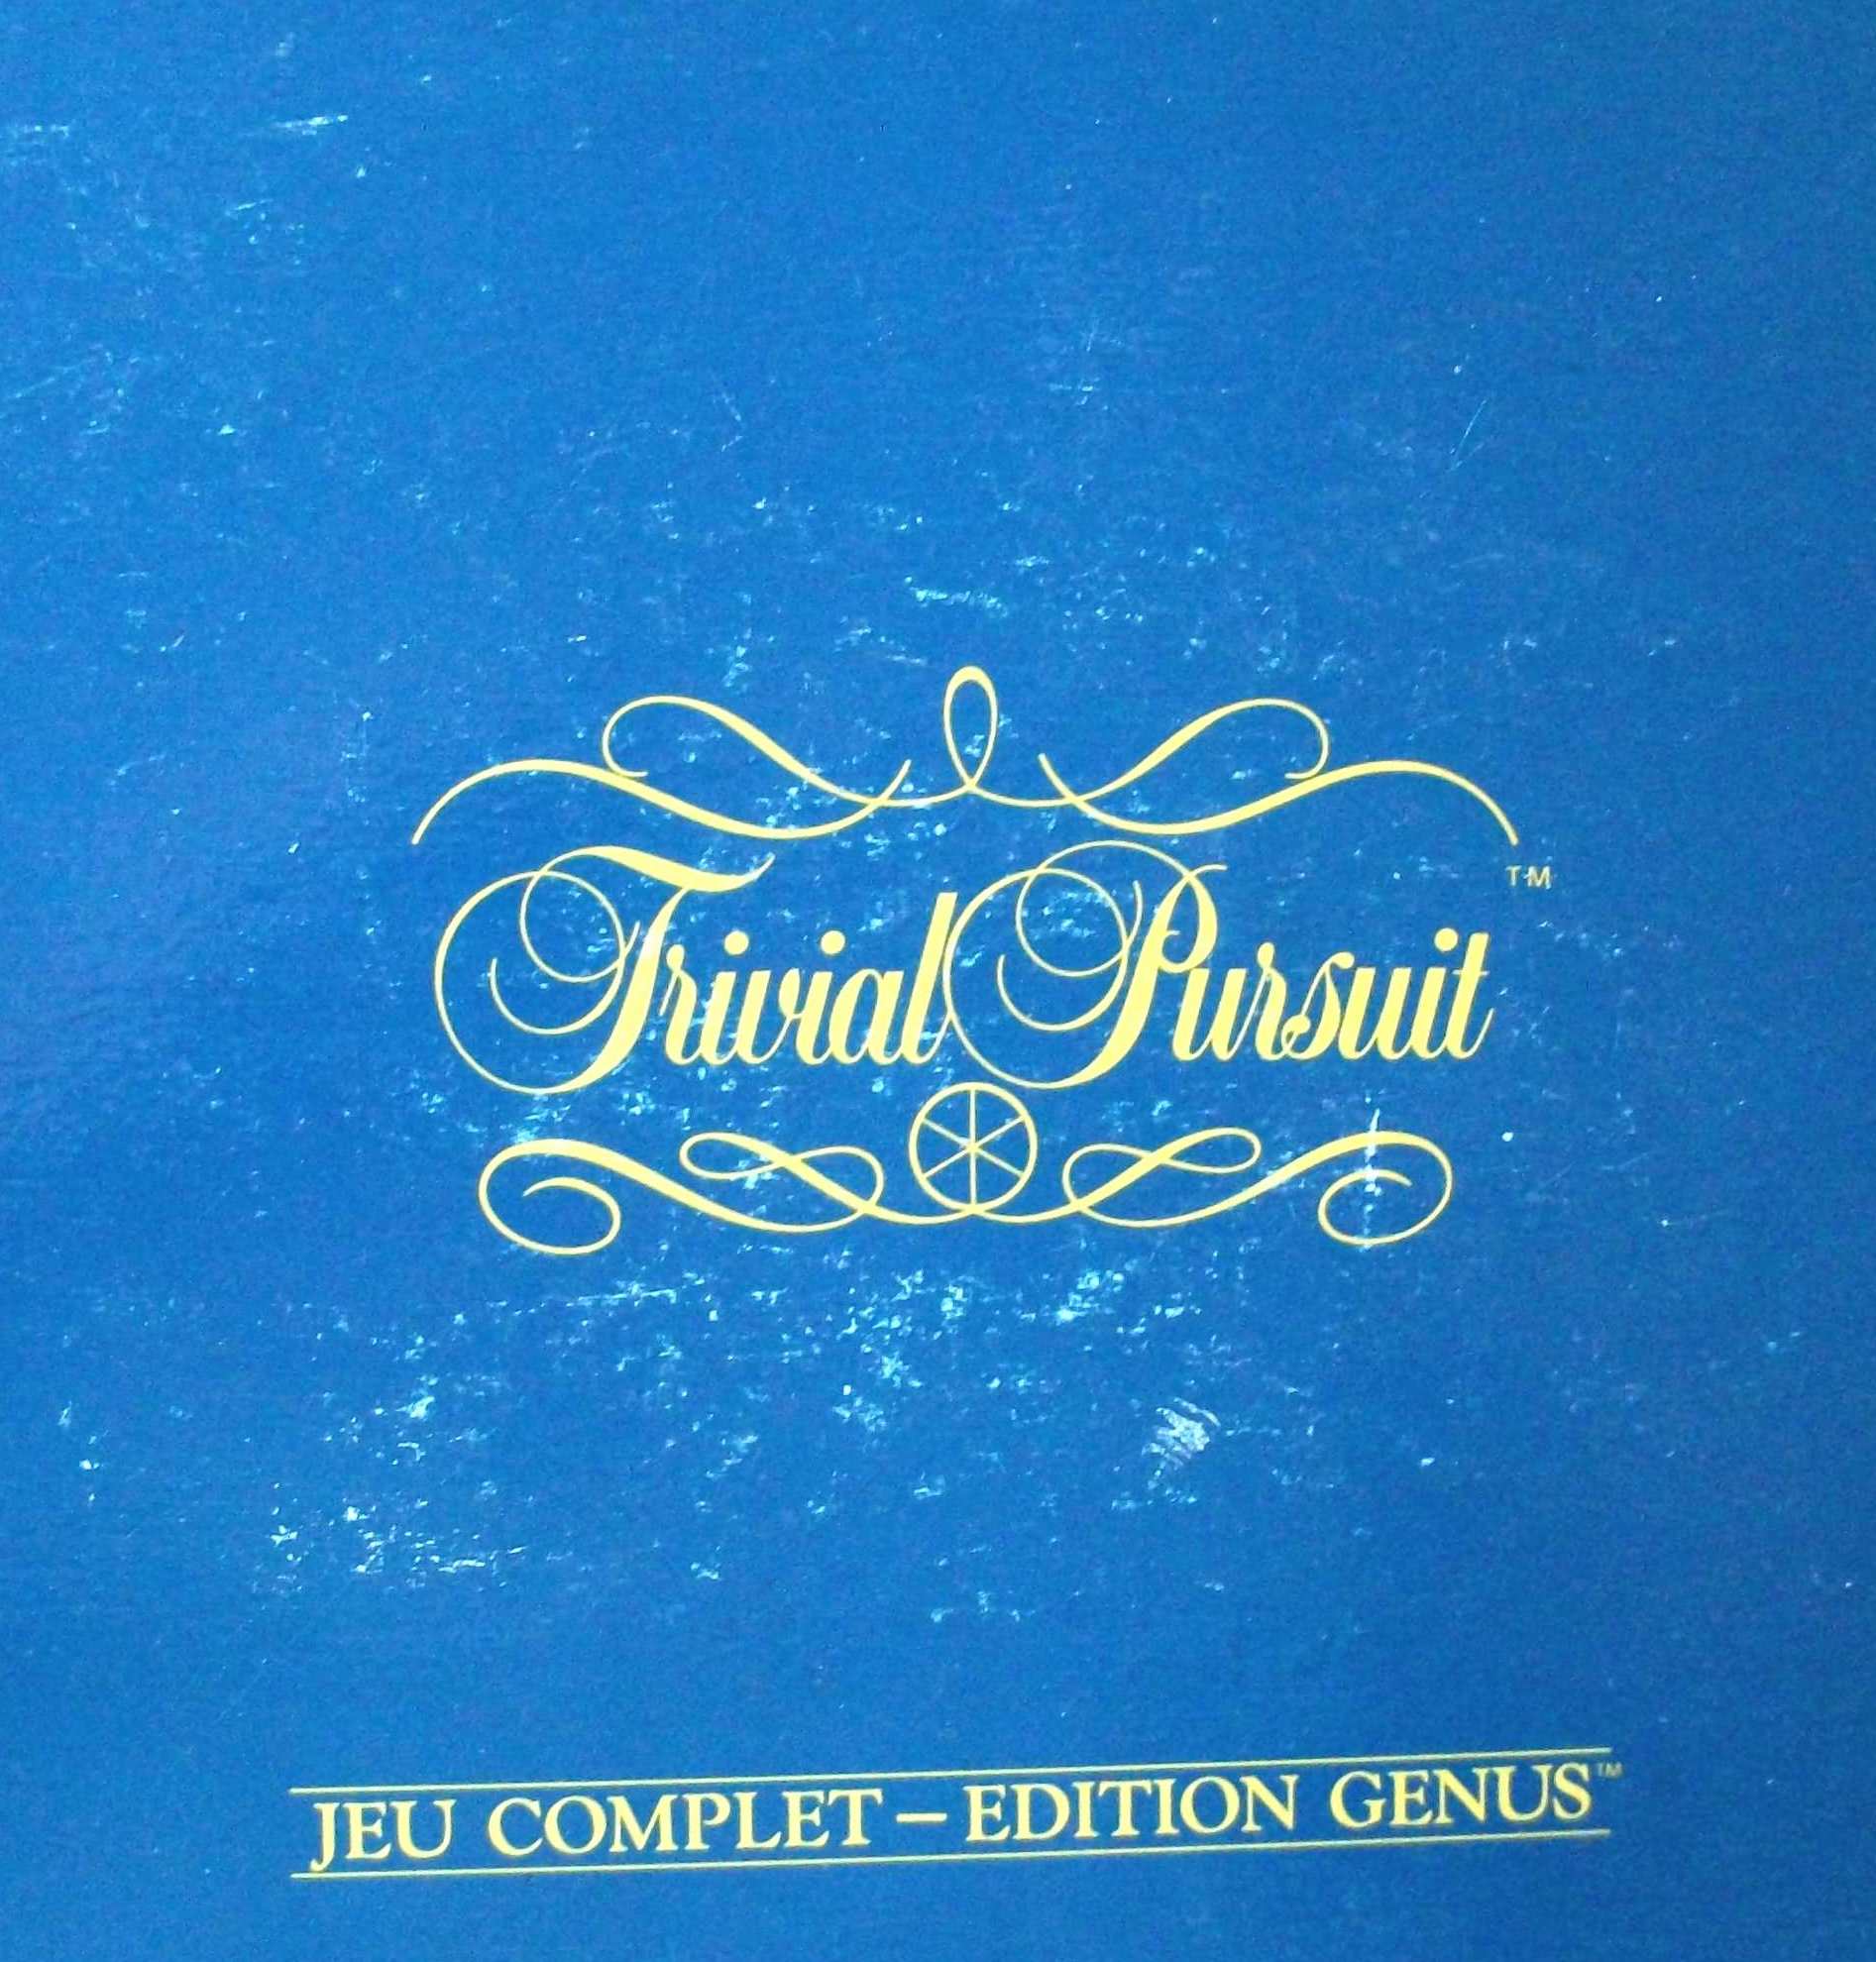 Trivial Pursuit™
JEU COMPLET – EDITION GENUS™